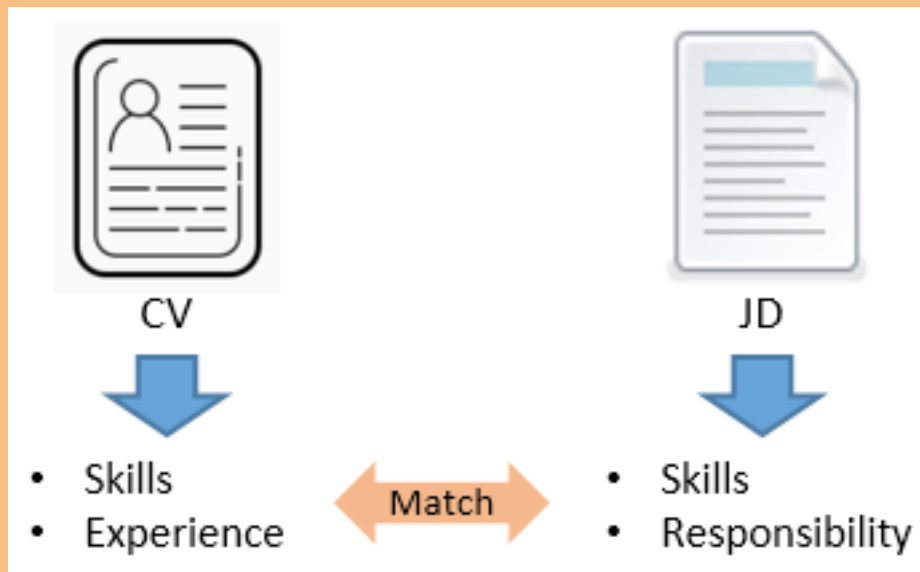 CV
JD
• Skills
• Experience
Match
• Skills
• Responsibility